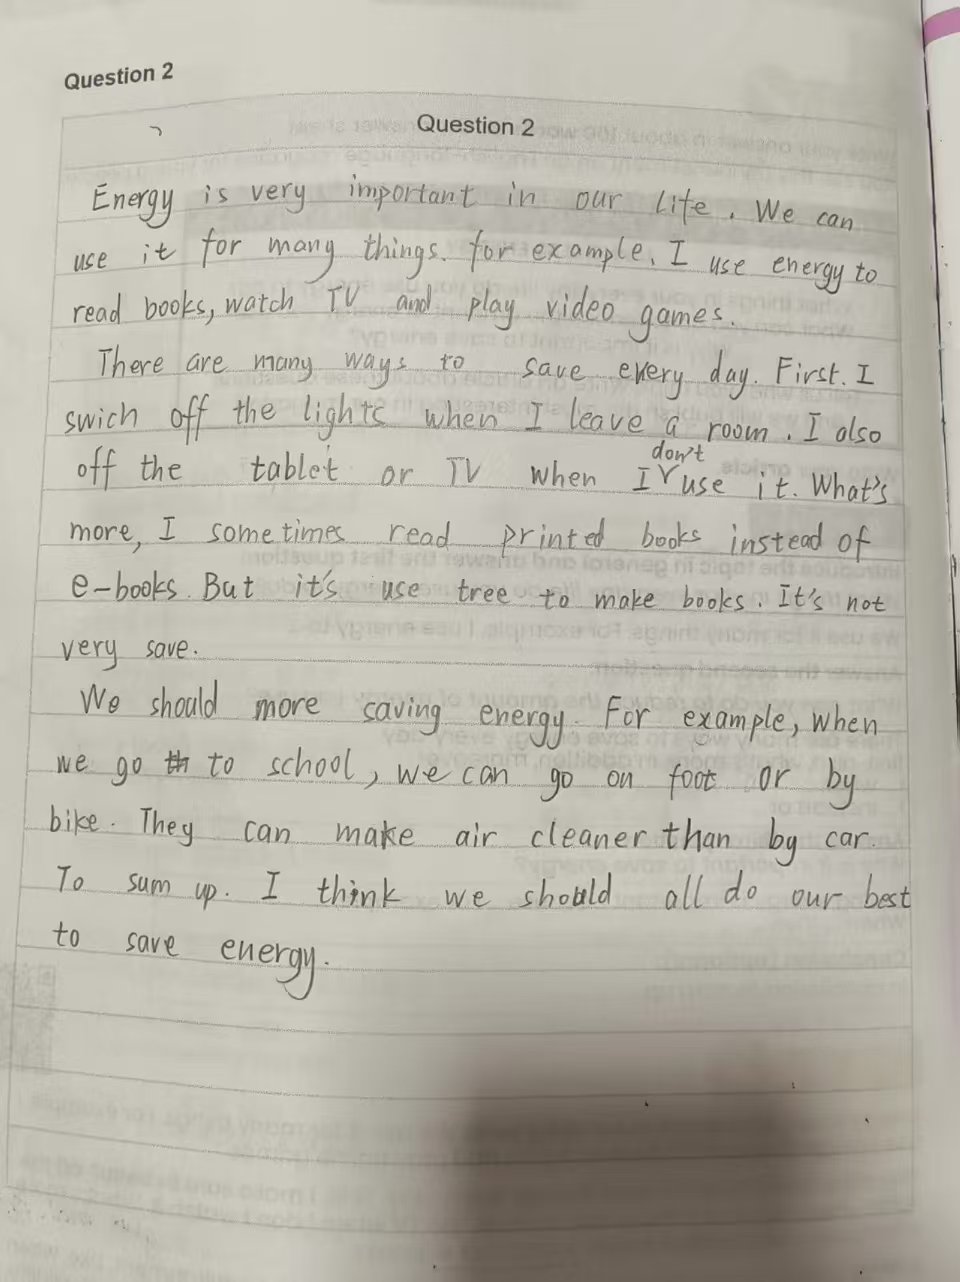 Question 2
Question 2
Energy is very important in our life. We can
use it for many things. for example, I use energy to
read books, watch TV and play video games.
There are many ways to save every day. First. I
swich off the lights when I leave a room. I also
don't
off the tablet or TV when I use it. What's
more, I sometimes read printed books instead of
e-books. But it's use tree to make books. It's not
very save.
We should more saving energy. For example, when
we go to school, we can go on foot or by
bike. They can make air cleaner than by car.
To sum up. I think we should all do our best
to save energy.